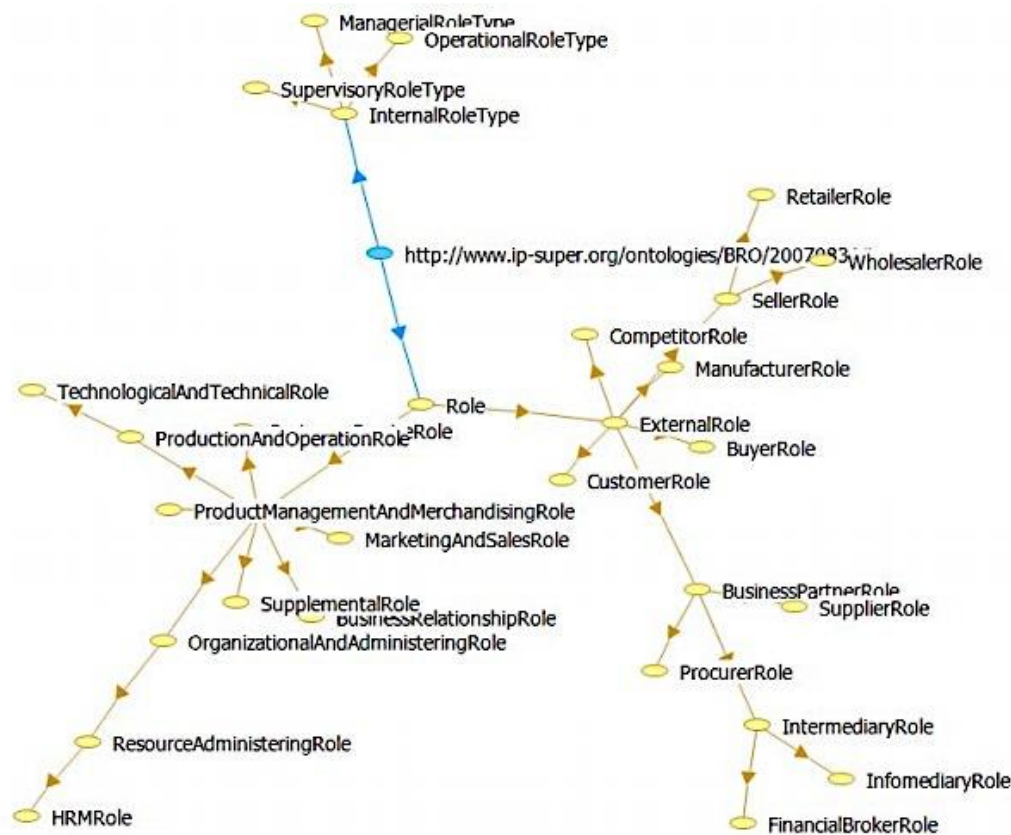 ManagerialRoleType
OperationalRoleType
SupervisoryRoleType
InternalRoleType
RetailerRole
http://www.ip-super.org/ontologies/BRO/2007083
WholesalerRole
SellerRole
CompetitorRole
ManufacturerRole
TechnologicalAndTechnicalRole
Role
ExternalRole
ProductionAndOperationRole
BuyerRole
CustomerRole
ProductManagementAndMerchandisingRole
MarketingAndSalesRole
BusinessPartnerRole
SupplierRole
SupplementalRole
BusinessRelationshipRole
OrganizationalAndAdministeringRole
ProcurerRole
IntermediaryRole
ResourceAdministeringRole
InfomediaryRole
HRMRole
FinancialBrokerRole